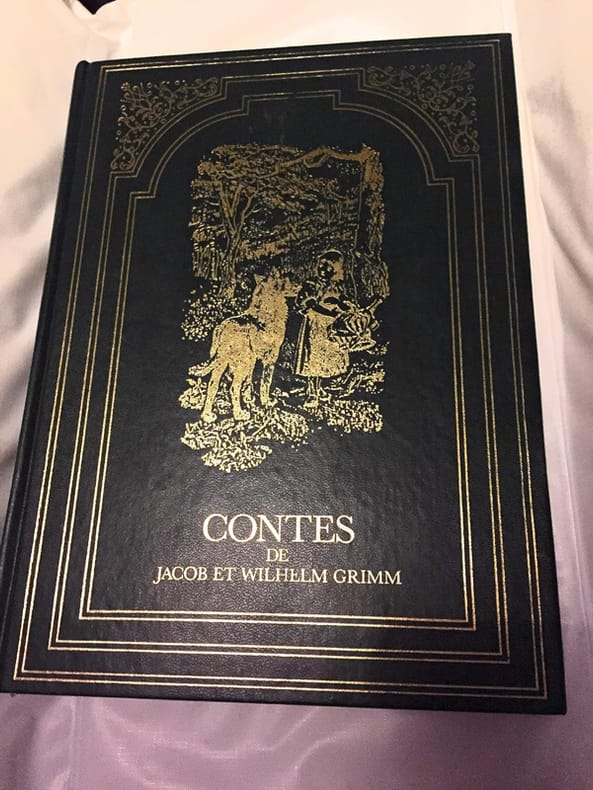 CONTES
DE
JACOB ET WILHELM GRIMM